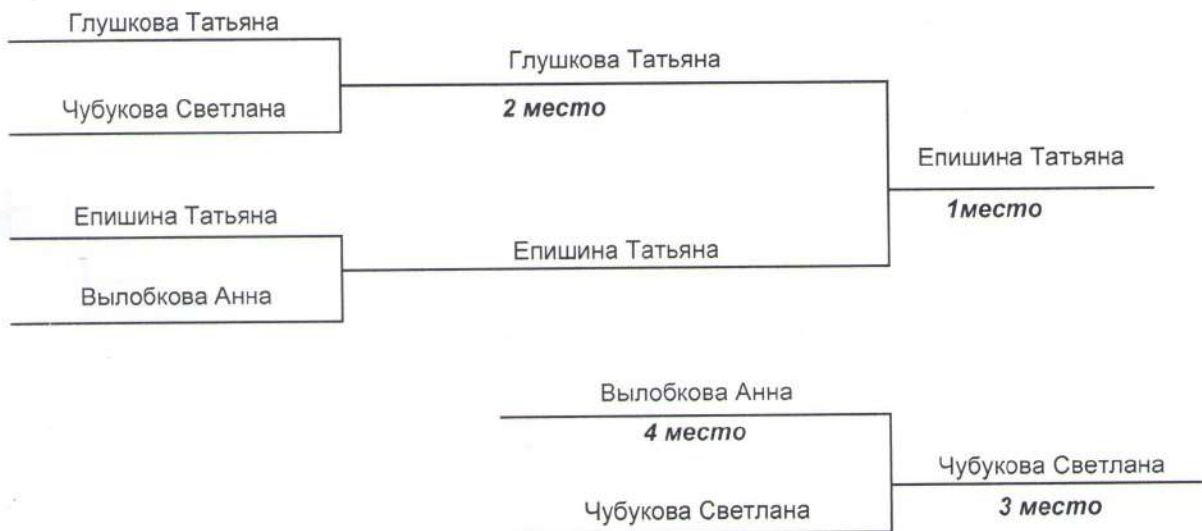 Глушкова Татьяна
Глушкова Татьяна
Чубукова Светлана
2 место
Епишина Татьяна
1место
Епишина Татьяна
Епишина Татьяна
Вылобкова Анна
Вылобкова Анна
4 место
Чубукова Светлана
Чубукова Светлана
3 место